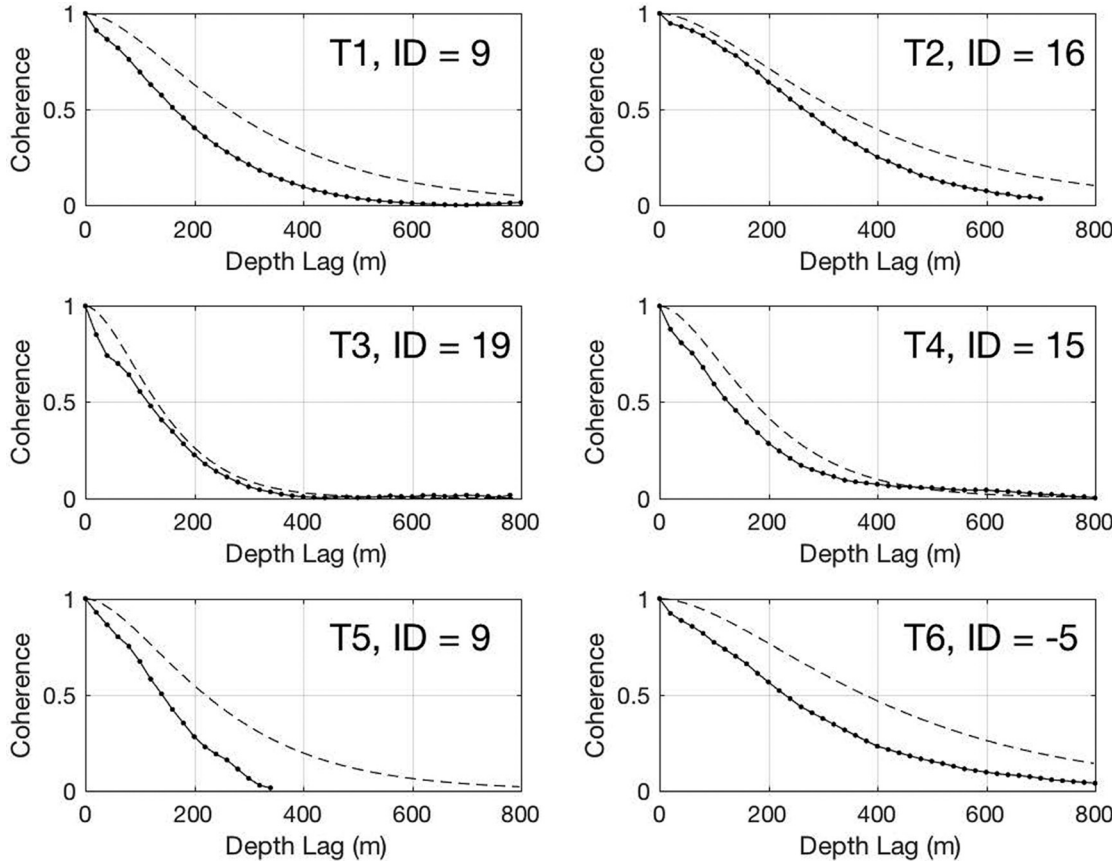 1
T1, ID = 9
Coherence
0.5
0
0 200 400 600 800
Depth Lag (m)
1
T2, ID = 16
Coherence
0.5
0
0 200 400 600 800
Depth Lag (m)
1
T3, ID = 19
Coherence
0.5
0
0 200 400 600 800
Depth Lag (m)
1
T4, ID = 15
Coherence
0.5
0
0 200 400 600 800
Depth Lag (m)
1
T5, ID = 9
Coherence
0.5
0
0 200 400 600 800
Depth Lag (m)
1
T6, ID = -5
Coherence
0.5
0
0 200 400 600 800
Depth Lag (m)